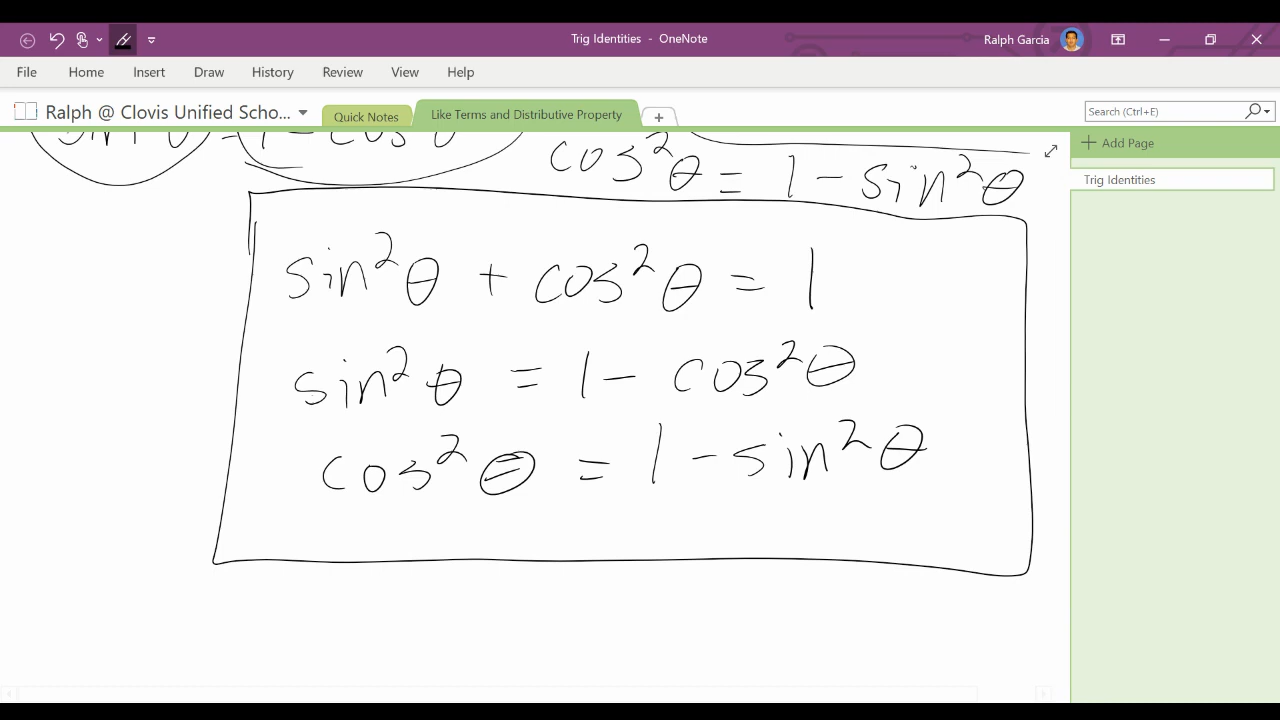 Trig Identities - OneNote
Ralph Garcia
File Home Insert Draw History Review View Help
Ralph @ Clovis Unified Scho...
Quick Notes
Like Terms and Distributive Property
Search (Ctrl+E)
Add Page
Trig Identities
cos²θ = 1 - sin²θ
sin²θ + cos²θ = 1
sin²θ = 1 - cos²θ
cos²θ = 1 - sin²θ